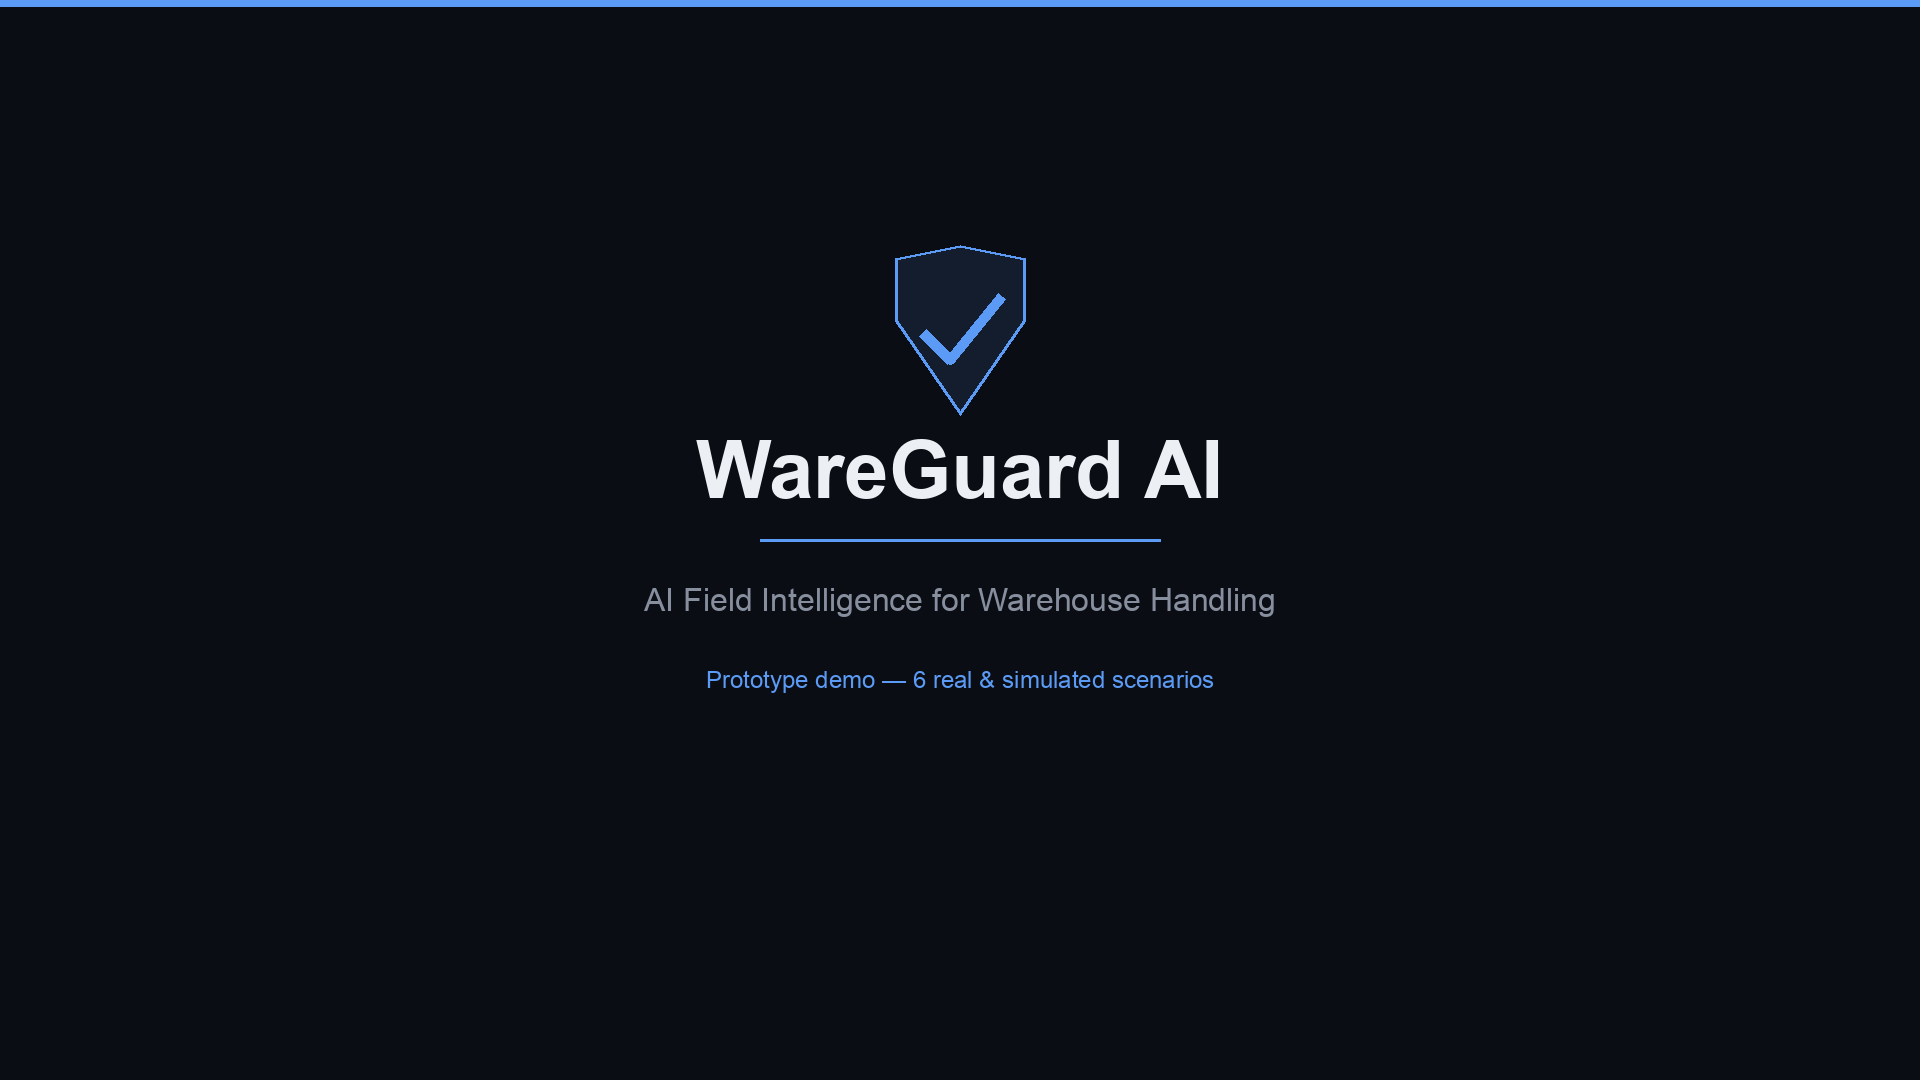 WareGuard AI
AI Field Intelligence for Warehouse Handling
Prototype demo — 6 real & simulated scenarios